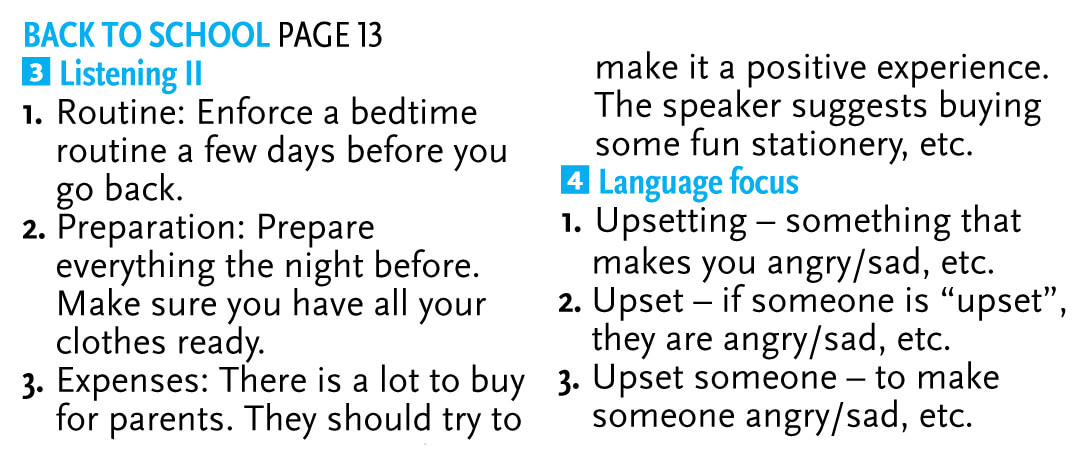 BACK TO SCHOOL PAGE 13
3 Listening II
1. Routine: Enforce a bedtime
routine a few days before you
go back.
2. Preparation: Prepare
everything the night before.
Make sure you have all your
clothes ready.
3. Expenses: There is a lot to buy
for parents. They should try to
make it a positive experience.
The speaker suggests buying
some fun stationery, etc.
4 Language focus
1. Upsetting – something that
makes you angry/sad, etc.
2. Upset – if someone is “upset”,
they are angry/sad, etc.
3. Upset someone – to make
someone angry/sad, etc.